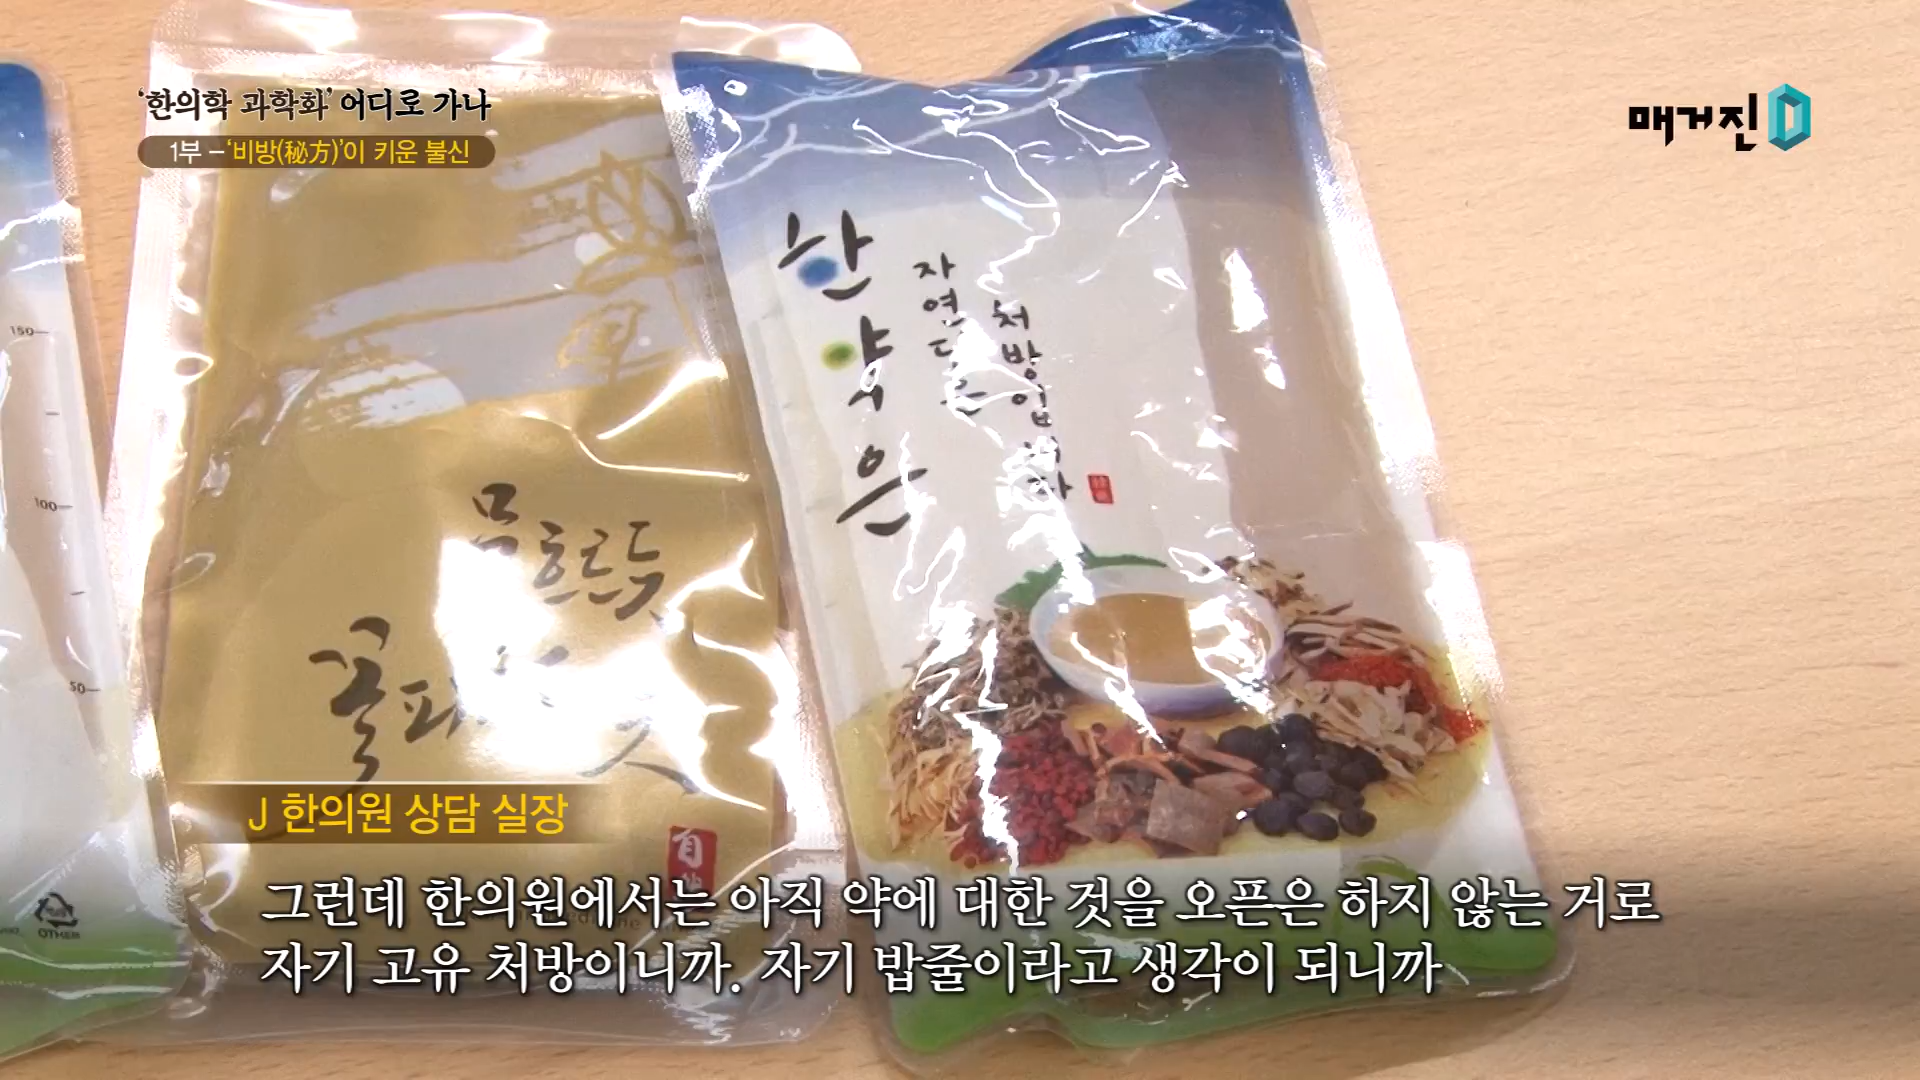 ‘한의학 과학화’ 어디로 가나
1부 – ‘비방(秘方)’이 키운 불신
매거진D
한약은
자연
처방입니다
150
100
50
OTHER
J 한의원 상담 실장
그런데 한의원에서는 아직 약에 대한 것을 오픈은 하지 않는 거로
자기 고유 처방이니까. 자기 밥줄이라고 생각이 되니까